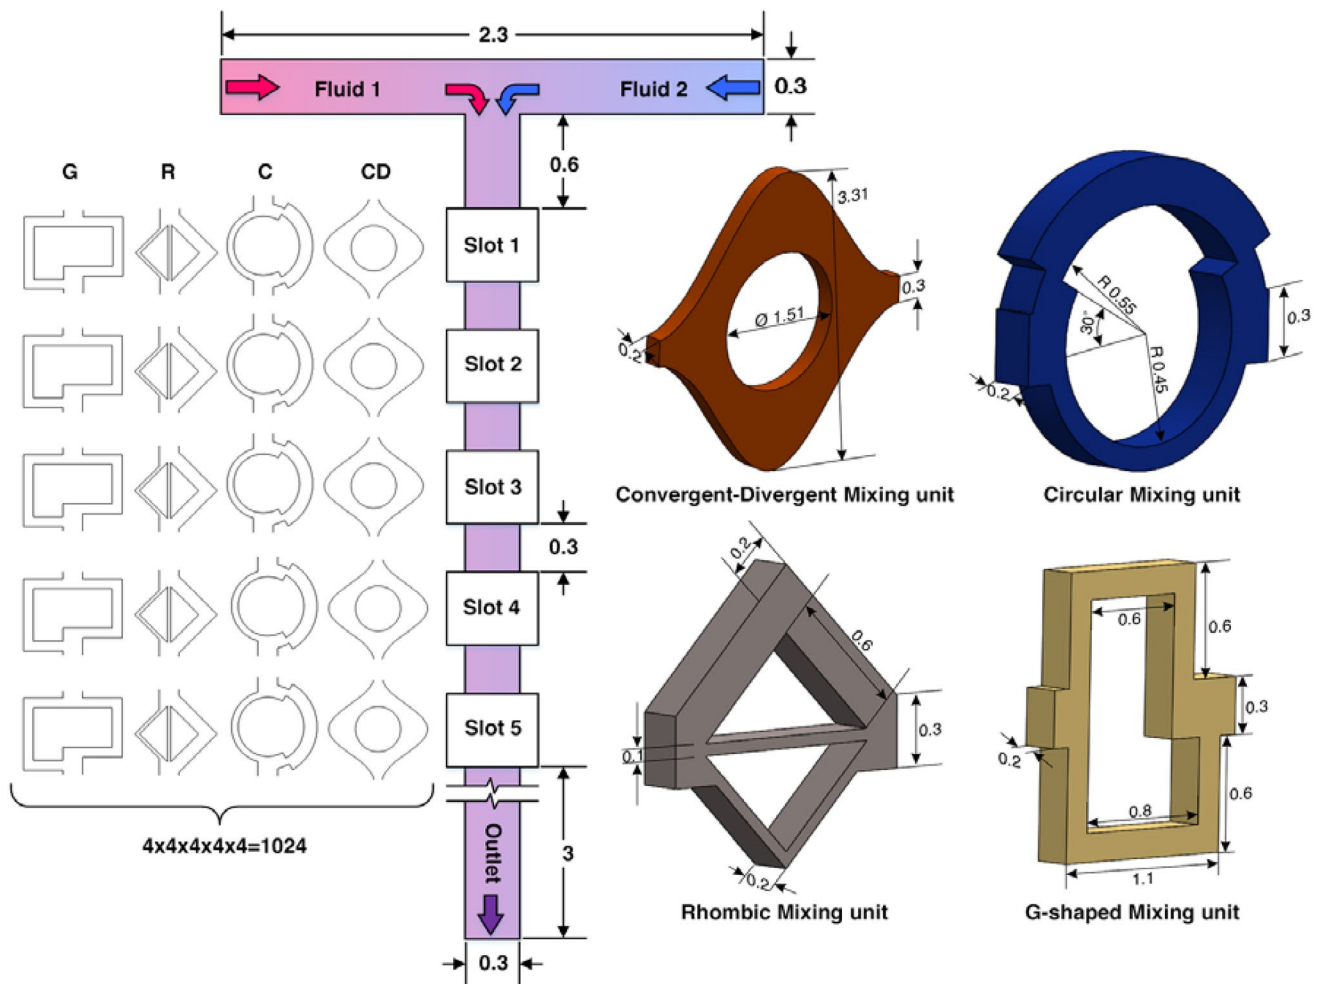 2.3
Fluid 1
Fluid 2
0.3
0.6
G R C CD
Slot 1
Slot 2
Slot 3
0.3
Slot 4
Slot 5
4x4x4x4x4=1024
Outlet
3
0.3
3.31
0.3
Ø 1.51
0.2
Convergent-Divergent Mixing unit
R 0.55
30°
R 0.45
0.3
0.2
Circular Mixing unit
0.2
0.6
0.3
0.1
0.2
Rhombic Mixing unit
0.6
0.6
0.3
0.2
0.8
0.6
1.1
G-shaped Mixing unit